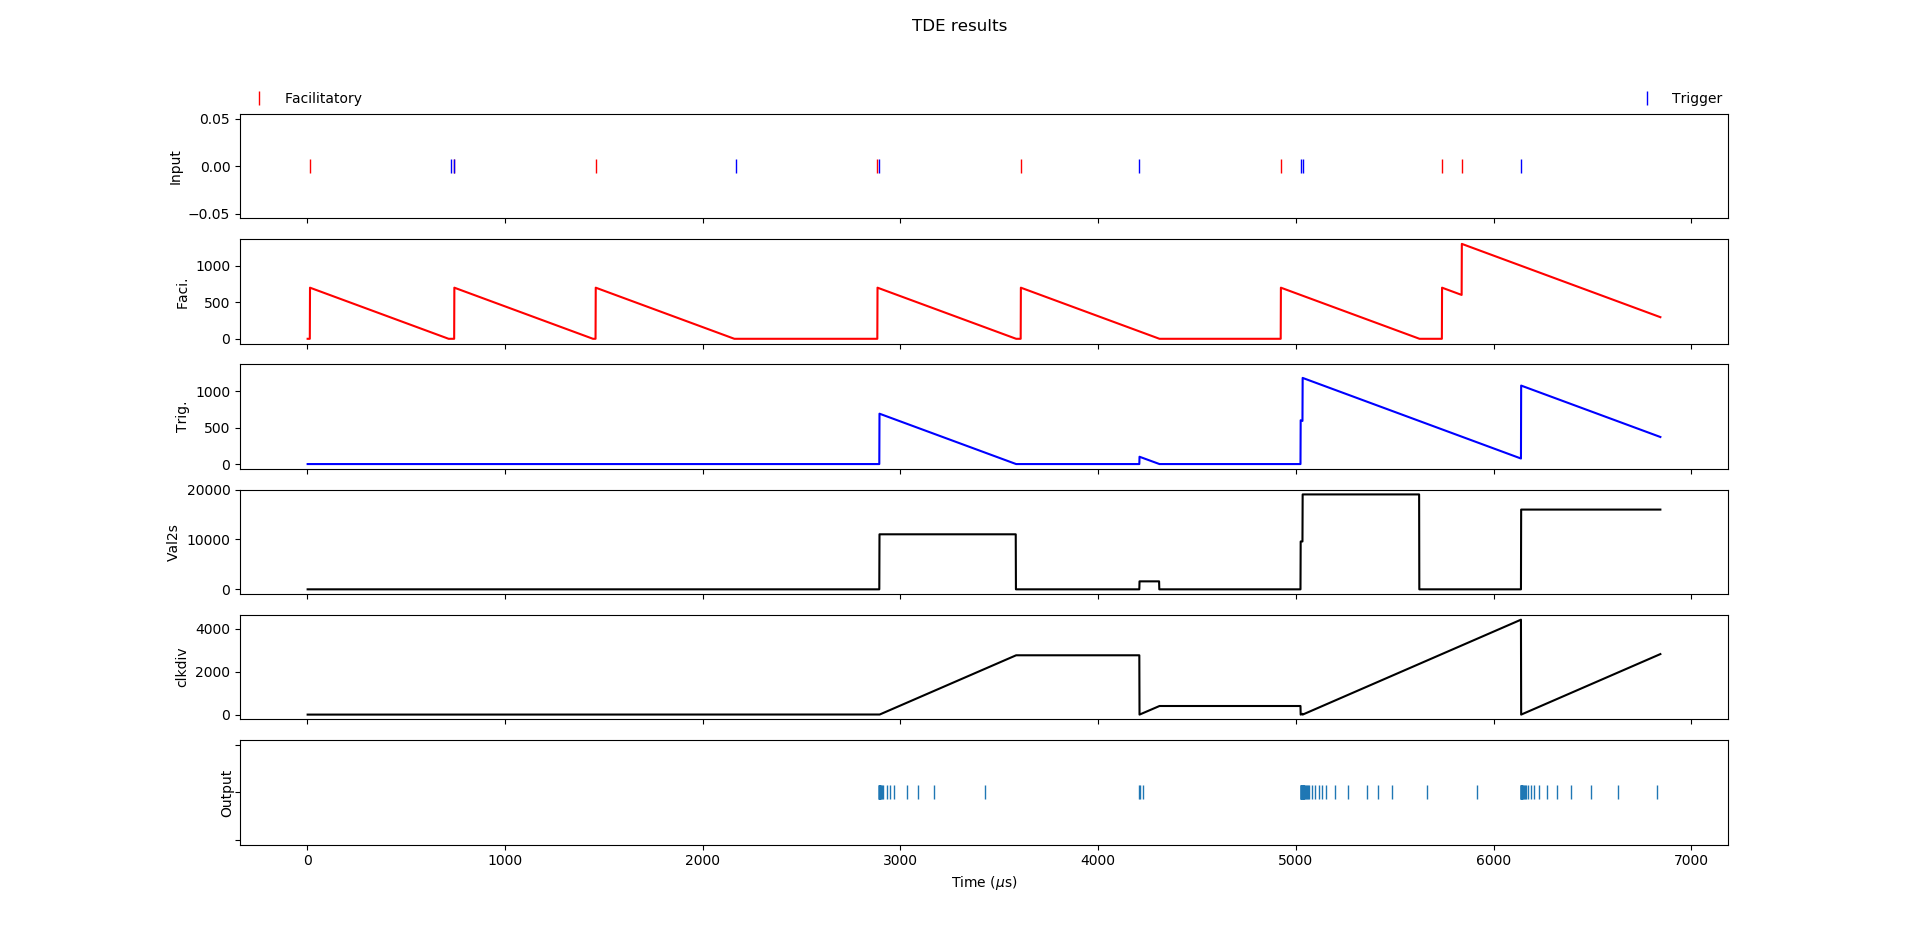 TDE results
Facilitatory
Trigger
0.05
0.00
−0.05
Input
1000
500
0
Faci.
1000
500
0
Trig.
20000
10000
0
Val2s
4000
2000
0
clkdiv
Output
0 1000 2000 3000 4000 5000 6000 7000
Time (μs)